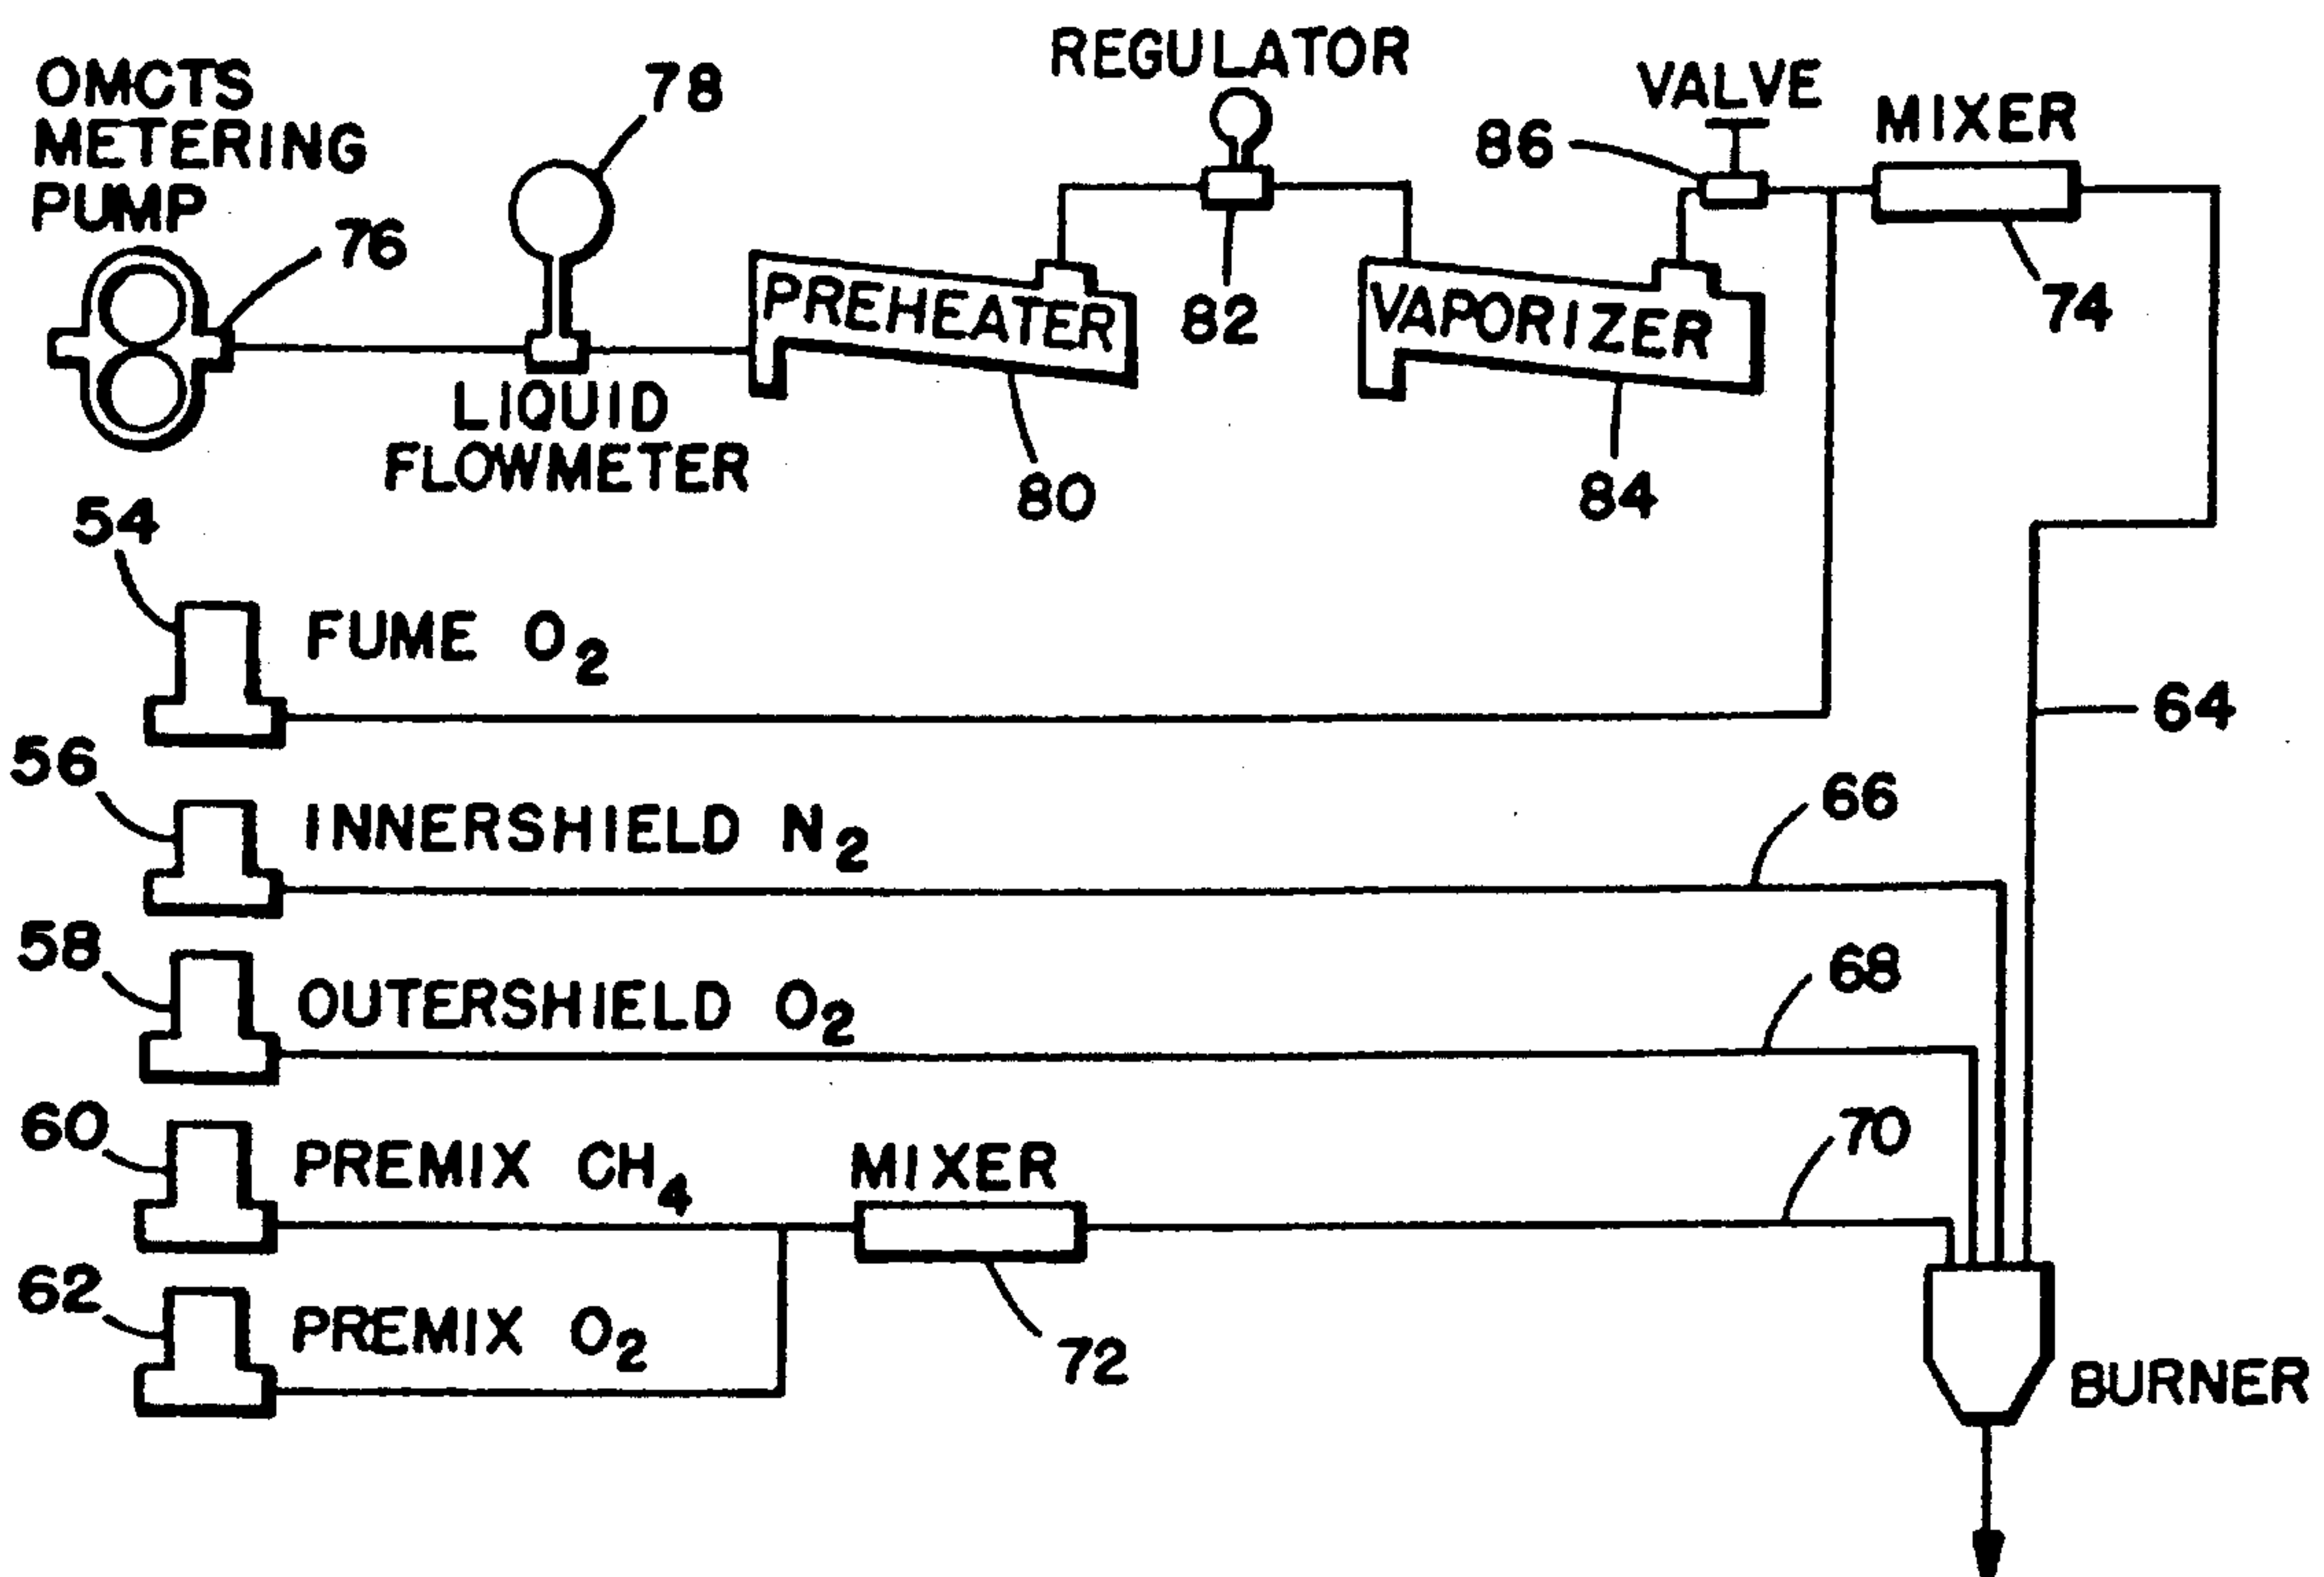 OMCTS
METERING
PUMP
76
78
LIQUID
FLOWMETER
PREHEATER
80
REGULATOR
82
VAPORIZER
84
VALVE
86
MIXER
74
54
FUME O₂
64
56
INNERSHIELD N₂
66
58
OUTERSHIELD O₂
68
60
PREMIX CH₄
MIXER
70
62
PREMIX O₂
72
BURNER